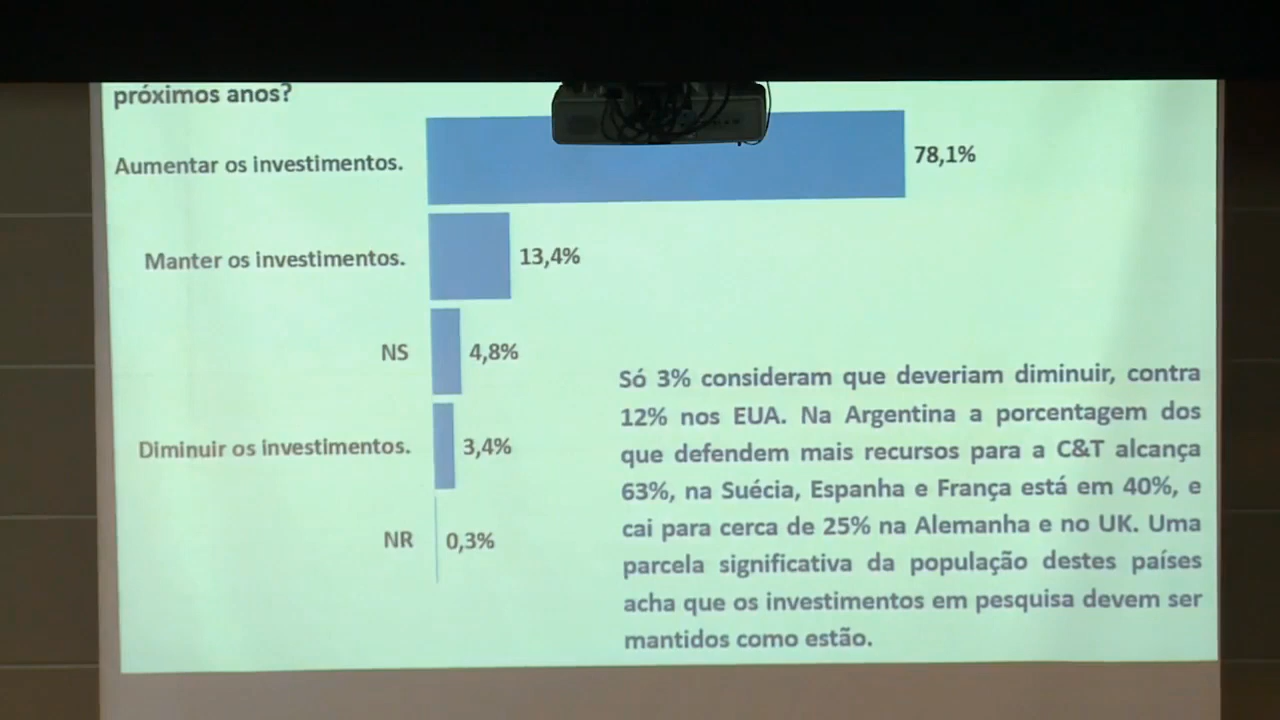 próximos anos?
Aumentar os investimentos.
78,1%
Manter os investimentos.
13,4%
NS
4,8%
Diminuir os investimentos.
3,4%
NR
0,3%
Só 3% consideram que deveriam diminuir, contra
12% nos EUA. Na Argentina a porcentagem dos
que defendem mais recursos para a C&T alcança
63%, na Suécia, Espanha e França está em 40%, e
cai para cerca de 25% na Alemanha e no UK. Uma
parcela significativa da população destes países
acha que os investimentos em pesquisa devem ser
mantidos como estão.